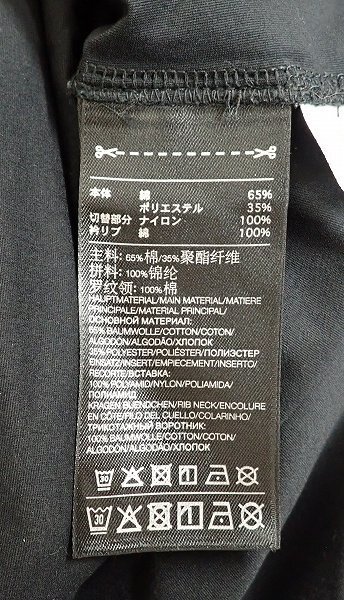 本体 綿 65%
ポリエステル 35%
切替部分 ナイロン 100%
衿リブ 綿 100%
主料: 65%棉/35%聚酯纤维
拼料: 100%锦纶
罗纹领: 100%棉
HAUPTMATERIAL/MAIN MATERIAL/MATIERE
PRINCIPALE/MATERIAL PRINCIPAL/
ОСНОВНОЙ МАТЕРИАЛ:
65% BAUMWOLLE/COTTON/COTON/
ALGODÓN/ALGODÃO/ХЛОПОК
35% POLYESTER/POLIÉSTER/ПОЛИЭСТЕР
EINSATZ/INSERT/EMPIECEMENT/INSERTO/
RECORTE/ВСТАВКА:
100% POLYAMID/NYLON/POLIAMIDA/
ПОЛИАМИД
KRAGEN BUENDCHEN/RIB NECK/ENCOLURE
EN CÔTE/FIL DO CUELLO/COLARINHO/
ТРИКОТАЖНЫЙ ВОРОТНИК:
100% BAUMWOLLE/COTTON/COTON/
ALGODÓN/ALGODÃO/ХЛОПОК
30
30